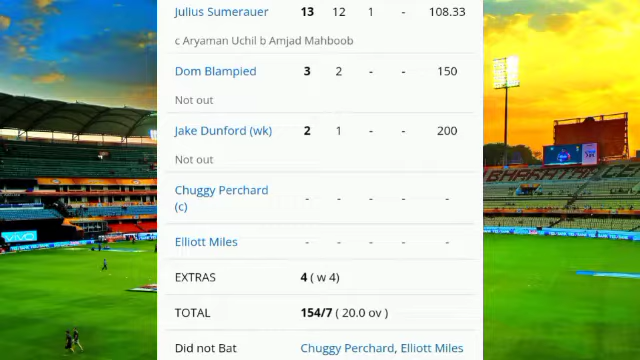 Julius Sumerauer 13 12 1 - 108.33
c Aryaman Uchil b Amjad Mahboob
Dom Blampied 3 2 - - 150
Not out
Jake Dunford (wk) 2 1 - - 200
Not out
Chuggy Perchard
(c) - - - - -
Elliott Miles - - - - -
EXTRAS 4 ( w 4)
TOTAL 154/7 ( 20.0 ov )
Did not Bat Chuggy Perchard, Elliott Miles
VIVO